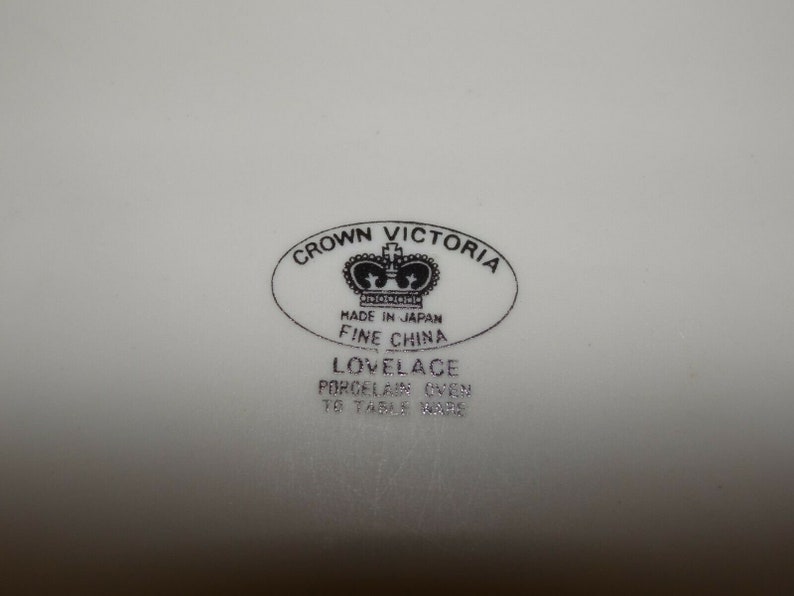 CROWN VICTORIA
MADE IN JAPAN
FINE CHINA
LOVELACE
PORCELAIN OVEN
TO TABLE WARE